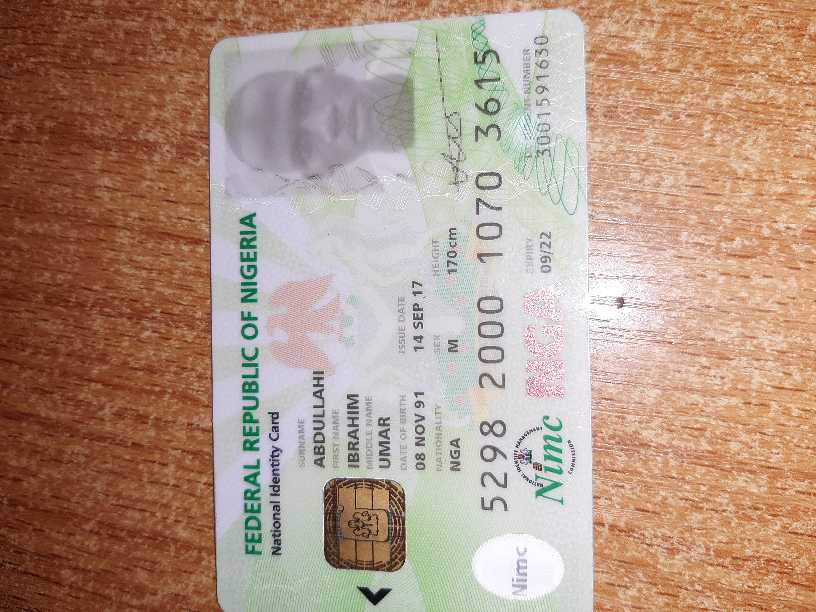 FEDERAL REPUBLIC OF NIGERIA
National Identity Card
SURNAME
ABDULLAHI
FIRST NAME
IBRAHIM
MIDDLE NAME
UMAR
DATE OF BIRTH ISSUE DATE
08 NOV 91 14 SEP 17
NATIONALITY SEX HEIGHT
NGA M 170cm
5298 2000 1070 3615
Nimc
NATIONAL IDENTITY MANAGEMENT
Nimc
COMMISSION
NGA
EXPIRY DOCUMENT NUMBER
09/22 3001591630